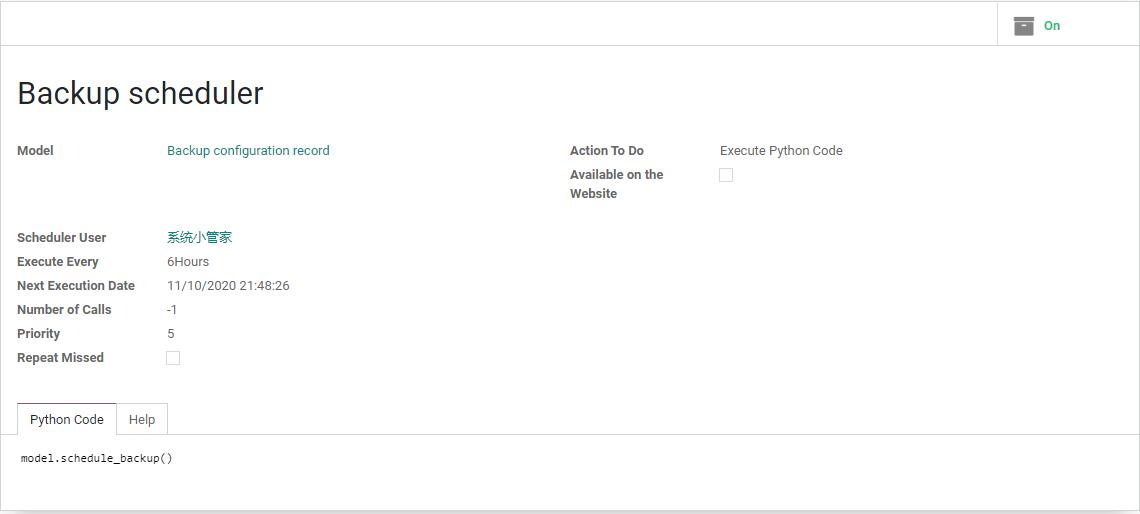 On
Backup scheduler
Model Backup configuration record Action To Do Execute Python Code
Available on the
Website
Scheduler User 系统小管家
Execute Every 6Hours
Next Execution Date 11/10/2020 21:48:26
Number of Calls -1
Priority 5
Repeat Missed
Python Code Help
model.schedule_backup()